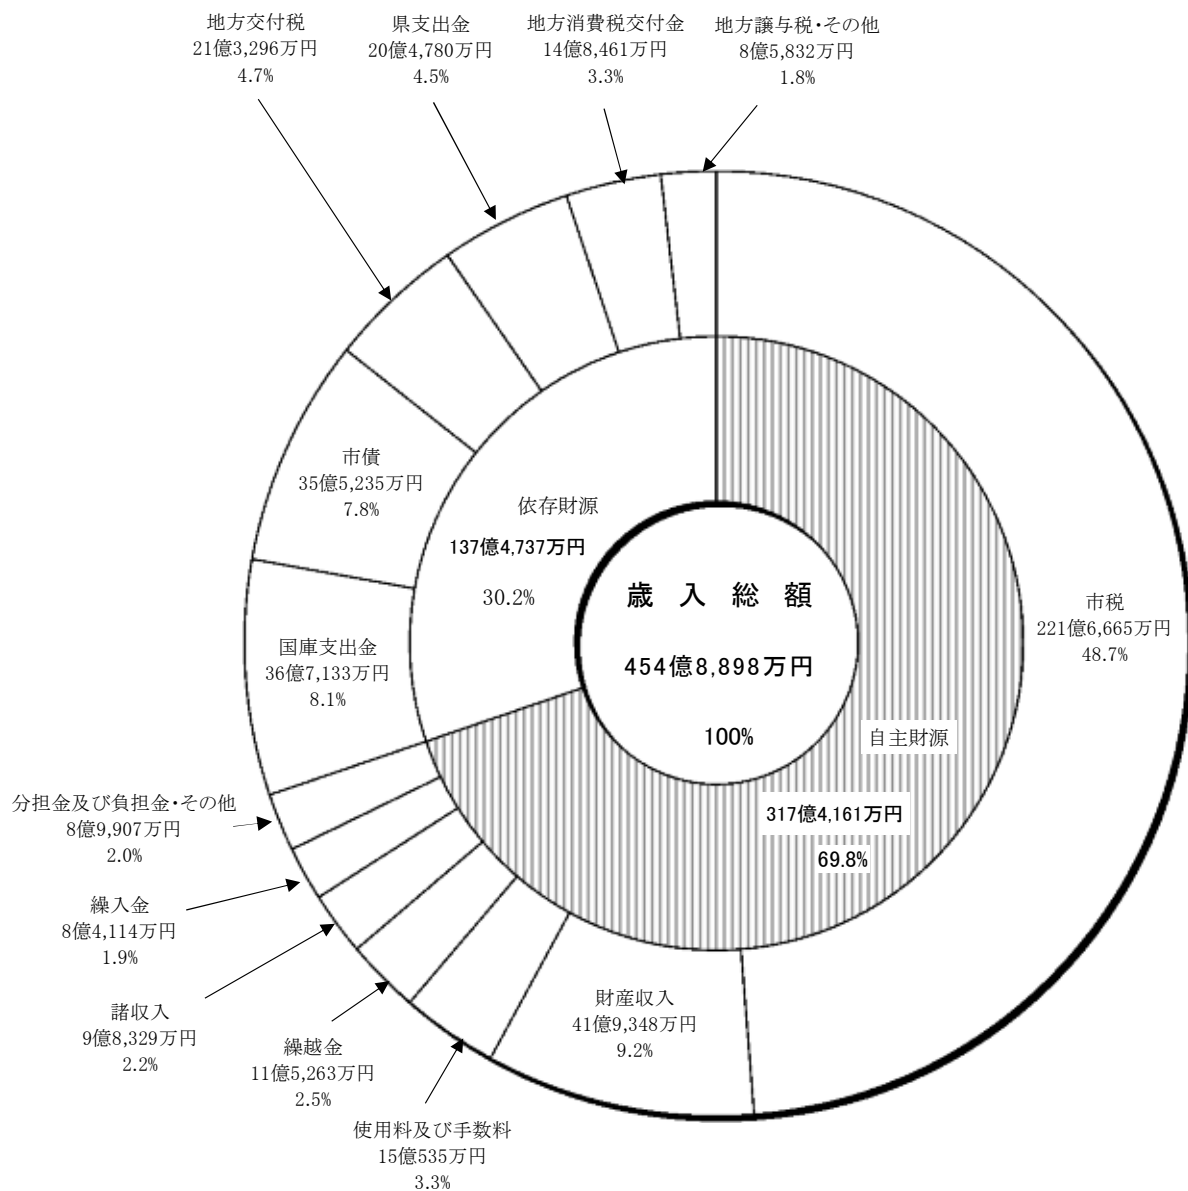 地方交付税
21億3,296万円
4.7%
県支出金
20億4,780万円
4.5%
地方消費税交付金
14億8,461万円
3.3%
地方譲与税・その他
8億5,832万円
1.8%
市債
35億5,235万円
7.8%
依存財源
137億4,737万円
30.2%
歳入総額
454億8,898万円
100%
市税
221億6,665万円
48.7%
国庫支出金
36億7,133万円
8.1%
自主財源
317億4,161万円
69.8%
分担金及び負担金・その他
8億9,907万円
2.0%
繰入金
8億4,114万円
1.9%
諸収入
9億8,329万円
2.2%
繰越金
11億5,263万円
2.5%
使用料及び手数料
15億535万円
3.3%
財産収入
41億9,348万円
9.2%